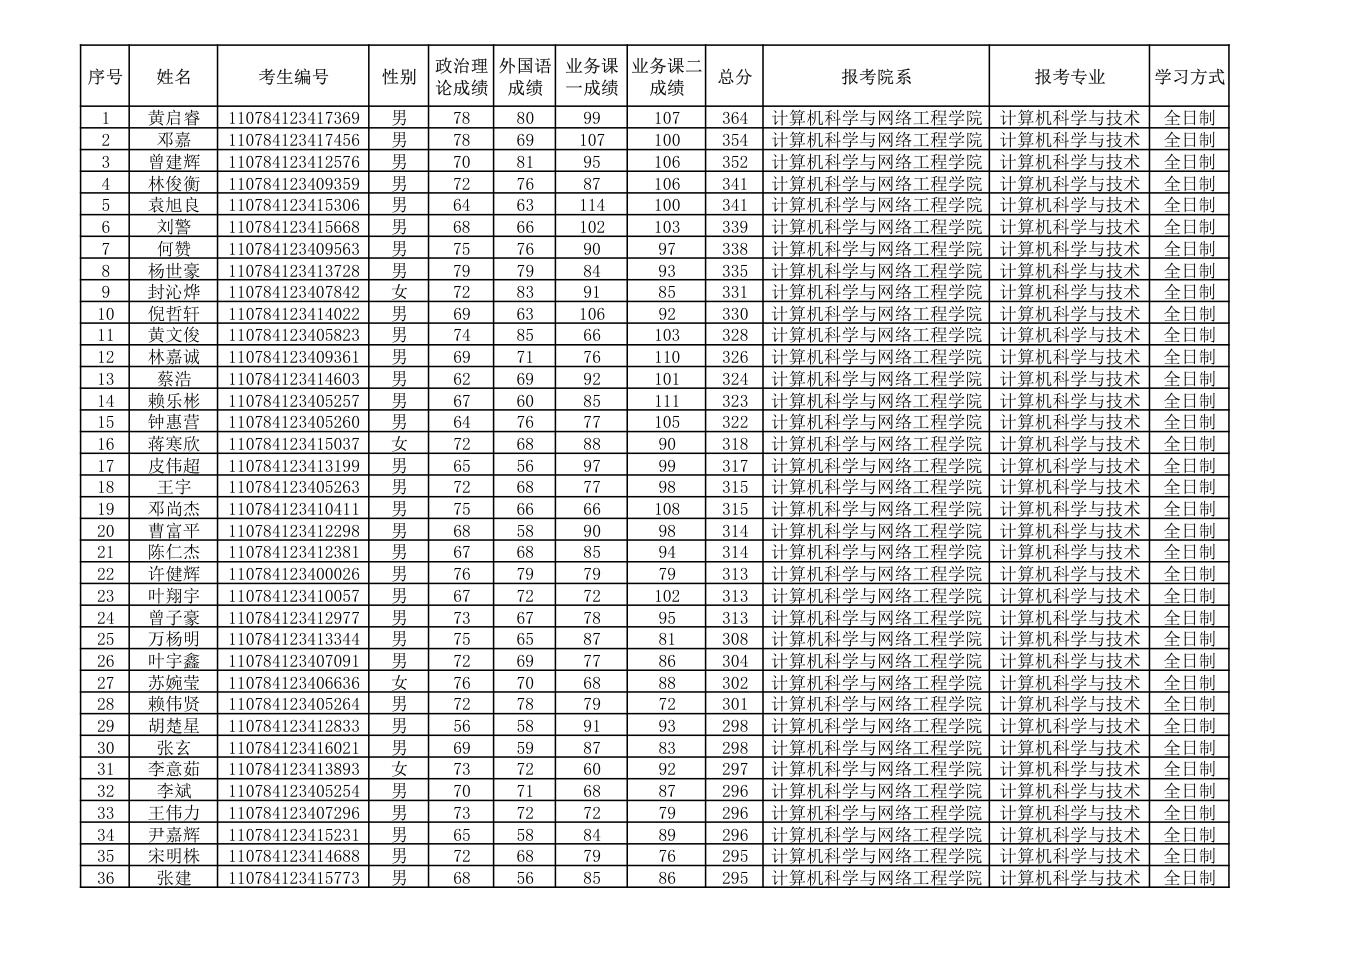 序号 姓名 考生编号 性别 政治理论成绩 外国语成绩 业务课一成绩 业务课二成绩 总分 报考院系 报考专业 学习方式
1 黄启睿 110784123417369 男 78 80 99 107 364 计算机科学与网络工程学院 计算机科学与技术 全日制
2 邓嘉 110784123417456 男 78 69 107 100 354 计算机科学与网络工程学院 计算机科学与技术 全日制
3 曾建辉 110784123412576 男 70 81 95 106 352 计算机科学与网络工程学院 计算机科学与技术 全日制
4 林俊衡 110784123409359 男 72 76 87 106 341 计算机科学与网络工程学院 计算机科学与技术 全日制
5 袁旭良 110784123415306 男 64 63 114 100 341 计算机科学与网络工程学院 计算机科学与技术 全日制
6 刘警 110784123415668 男 68 66 102 103 339 计算机科学与网络工程学院 计算机科学与技术 全日制
7 何赞 110784123409563 男 75 76 90 97 338 计算机科学与网络工程学院 计算机科学与技术 全日制
8 杨世豪 110784123413728 男 79 79 84 93 335 计算机科学与网络工程学院 计算机科学与技术 全日制
9 封沁烨 110784123407842 女 72 83 91 85 331 计算机科学与网络工程学院 计算机科学与技术 全日制
10 倪哲轩 110784123414022 男 69 63 106 92 330 计算机科学与网络工程学院 计算机科学与技术 全日制
11 黄文俊 110784123405823 男 74 85 66 103 328 计算机科学与网络工程学院 计算机科学与技术 全日制
12 林嘉诚 110784123409361 男 69 71 76 110 326 计算机科学与网络工程学院 计算机科学与技术 全日制
13 蔡浩 110784123414603 男 62 69 92 101 324 计算机科学与网络工程学院 计算机科学与技术 全日制
14 赖乐彬 110784123405257 男 67 60 85 111 323 计算机科学与网络工程学院 计算机科学与技术 全日制
15 钟惠营 110784123405260 男 64 76 77 105 322 计算机科学与网络工程学院 计算机科学与技术 全日制
16 蒋寒欣 110784123415037 女 72 68 88 90 318 计算机科学与网络工程学院 计算机科学与技术 全日制
17 皮伟超 110784123413199 男 65 56 97 99 317 计算机科学与网络工程学院 计算机科学与技术 全日制
18 王宇 110784123405263 男 72 68 77 98 315 计算机科学与网络工程学院 计算机科学与技术 全日制
19 邓尚杰 110784123410411 男 75 66 66 108 315 计算机科学与网络工程学院 计算机科学与技术 全日制
20 曹富平 110784123412298 男 68 58 90 98 314 计算机科学与网络工程学院 计算机科学与技术 全日制
21 陈仁杰 110784123412381 男 67 68 85 94 314 计算机科学与网络工程学院 计算机科学与技术 全日制
22 许健辉 110784123400026 男 76 79 79 79 313 计算机科学与网络工程学院 计算机科学与技术 全日制
23 叶翔宇 110784123410057 男 67 72 72 102 313 计算机科学与网络工程学院 计算机科学与技术 全日制
24 曾子豪 110784123412977 男 73 67 78 95 313 计算机科学与网络工程学院 计算机科学与技术 全日制
25 万杨明 110784123413344 男 75 65 87 81 308 计算机科学与网络工程学院 计算机科学与技术 全日制
26 叶宇鑫 110784123407091 男 72 69 77 86 304 计算机科学与网络工程学院 计算机科学与技术 全日制
27 苏婉莹 110784123406636 女 76 70 68 88 302 计算机科学与网络工程学院 计算机科学与技术 全日制
28 赖伟贤 110784123405264 男 72 78 79 72 301 计算机科学与网络工程学院 计算机科学与技术 全日制
29 胡楚星 110784123412833 男 56 58 91 93 298 计算机科学与网络工程学院 计算机科学与技术 全日制
30 张玄 110784123416021 男 69 59 87 83 298 计算机科学与网络工程学院 计算机科学与技术 全日制
31 李意茹 110784123413893 女 73 72 60 92 297 计算机科学与网络工程学院 计算机科学与技术 全日制
32 李斌 110784123405254 男 70 71 68 87 296 计算机科学与网络工程学院 计算机科学与技术 全日制
33 王伟力 110784123407296 男 73 72 72 79 296 计算机科学与网络工程学院 计算机科学与技术 全日制
34 尹嘉辉 110784123415231 男 65 58 84 89 296 计算机科学与网络工程学院 计算机科学与技术 全日制
35 宋明株 110784123414688 男 72 68 79 76 295 计算机科学与网络工程学院 计算机科学与技术 全日制
36 张建 110784123415773 男 68 56 85 86 295 计算机科学与网络工程学院 计算机科学与技术 全日制